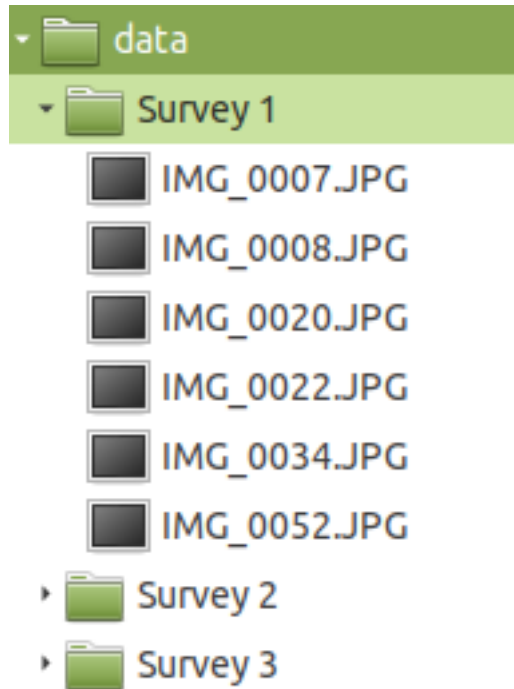 data
Survey 1
IMG_0007.JPG
IMG_0008.JPG
IMG_0020.JPG
IMG_0022.JPG
IMG_0034.JPG
IMG_0052.JPG
Survey 2
Survey 3